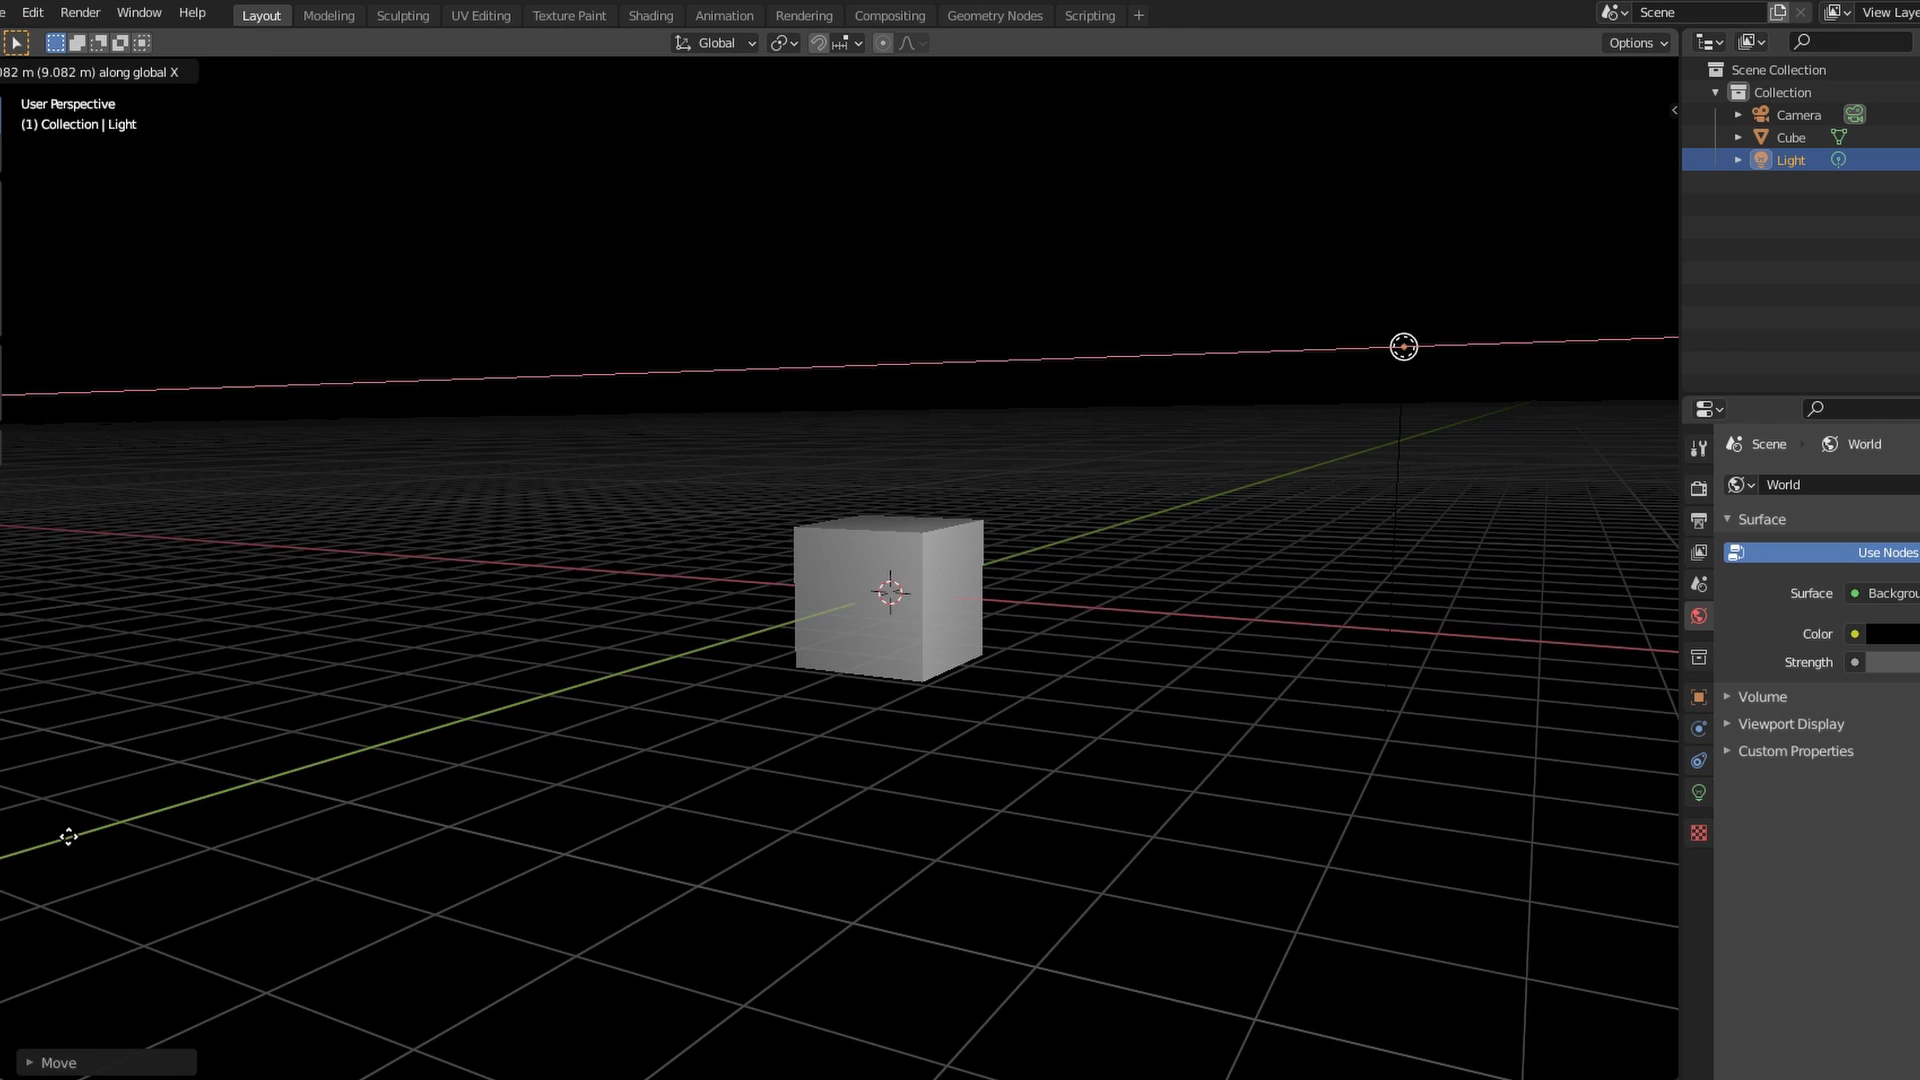 e Edit Render Window Help Layout Modeling Sculpting UV Editing Texture Paint Shading Animation Rendering Compositing Geometry Nodes Scripting + Scene View Laye
Global Options
082 m (9.082 m) along global X
User Perspective
(1) Collection | Light
Scene Collection
Collection
Camera
Cube
Light
Scene World
World
Surface
Use Nodes
Surface Backgrou
Color
Strength
Volume
Viewport Display
Custom Properties
Move